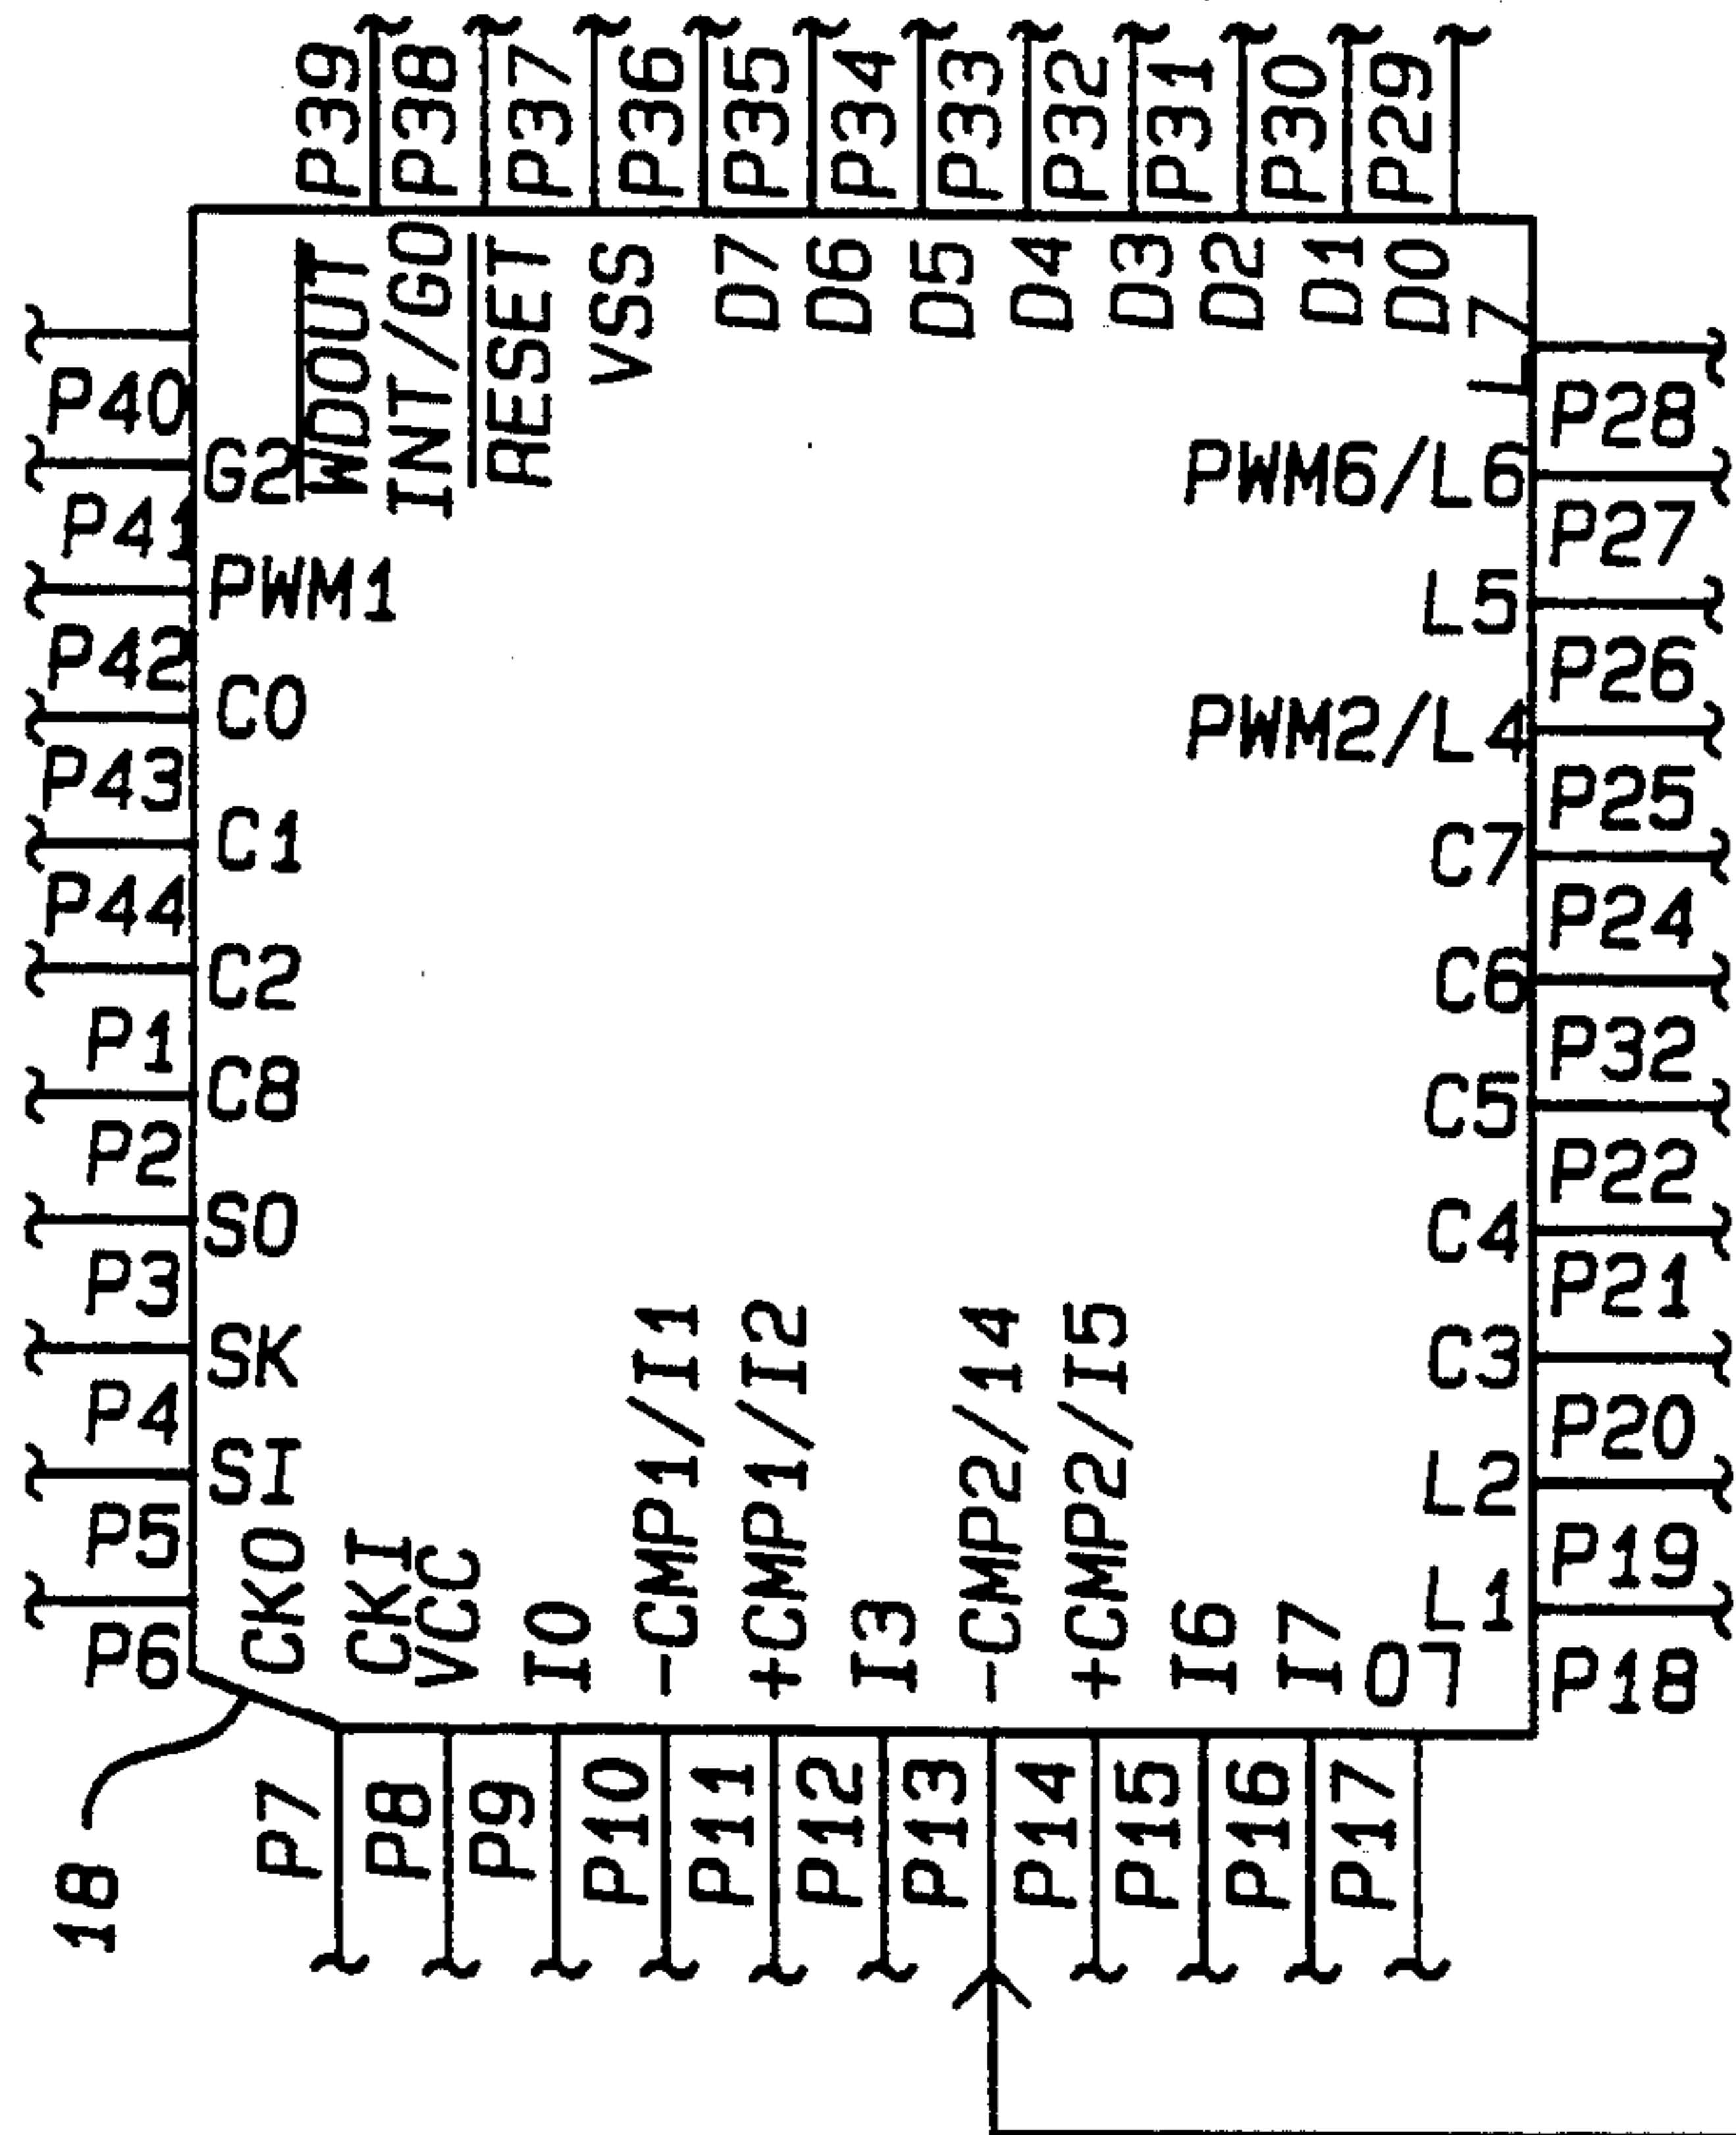 P39
P38
P37
P36
P35
P34
P33
P32
P31
P30
P29
WDOUT
INT/G0
RESET
VSS
D7
D6
D5
D4
D3
D2
D1
D0
L7
P40
G2
P41
PWM1
P42
C0
P43
C1
P44
C2
P1
C8
P2
SO
P3
SK
P4
SI
P5
P6
P28
PWM6/L6
P27
L5
P26
PWM2/L4
P25
C7
P24
C6
P32
C5
P22
C4
P21
C3
P20
L2
P19
L1
P18
CKO
CKI
VCC
I0
-CMP1/I1
+CMP1/I2
I3
-CMP2/14
+CMP2/I5
I6
I7
L0
P7
P8
P9
P10
P11
P12
P13
P14
P15
P16
P17
18